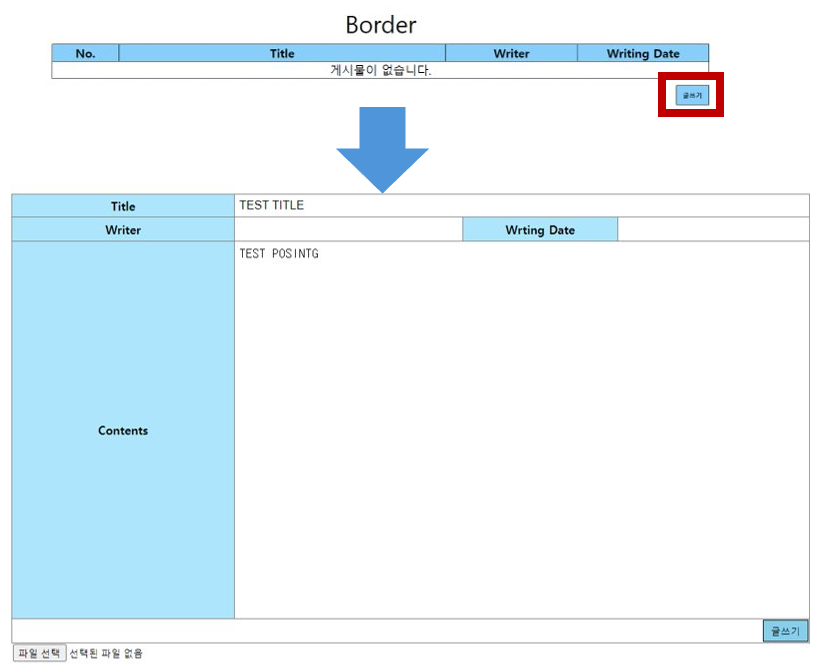 Border
No. Title Writer Writing Date
게시물이 없습니다.
글쓰기
Title TEST TITLE
Writer Wrting Date
Contents TEST POSINTG
글쓰기
파일 선택 선택된 파일 없음